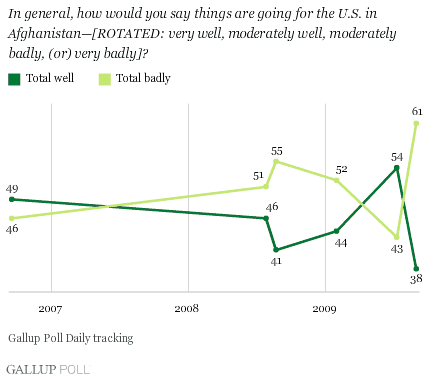 In general, how would you say things are going for the U.S. in
Afghanistan—[ROTATED: very well, moderately well, moderately
badly, (or) very badly]?
Total well
Total badly
61
55
54
51
52
49
46
46
44
43
41
38
2007
2008
2009
Gallup Poll Daily tracking
GALLUP POLL